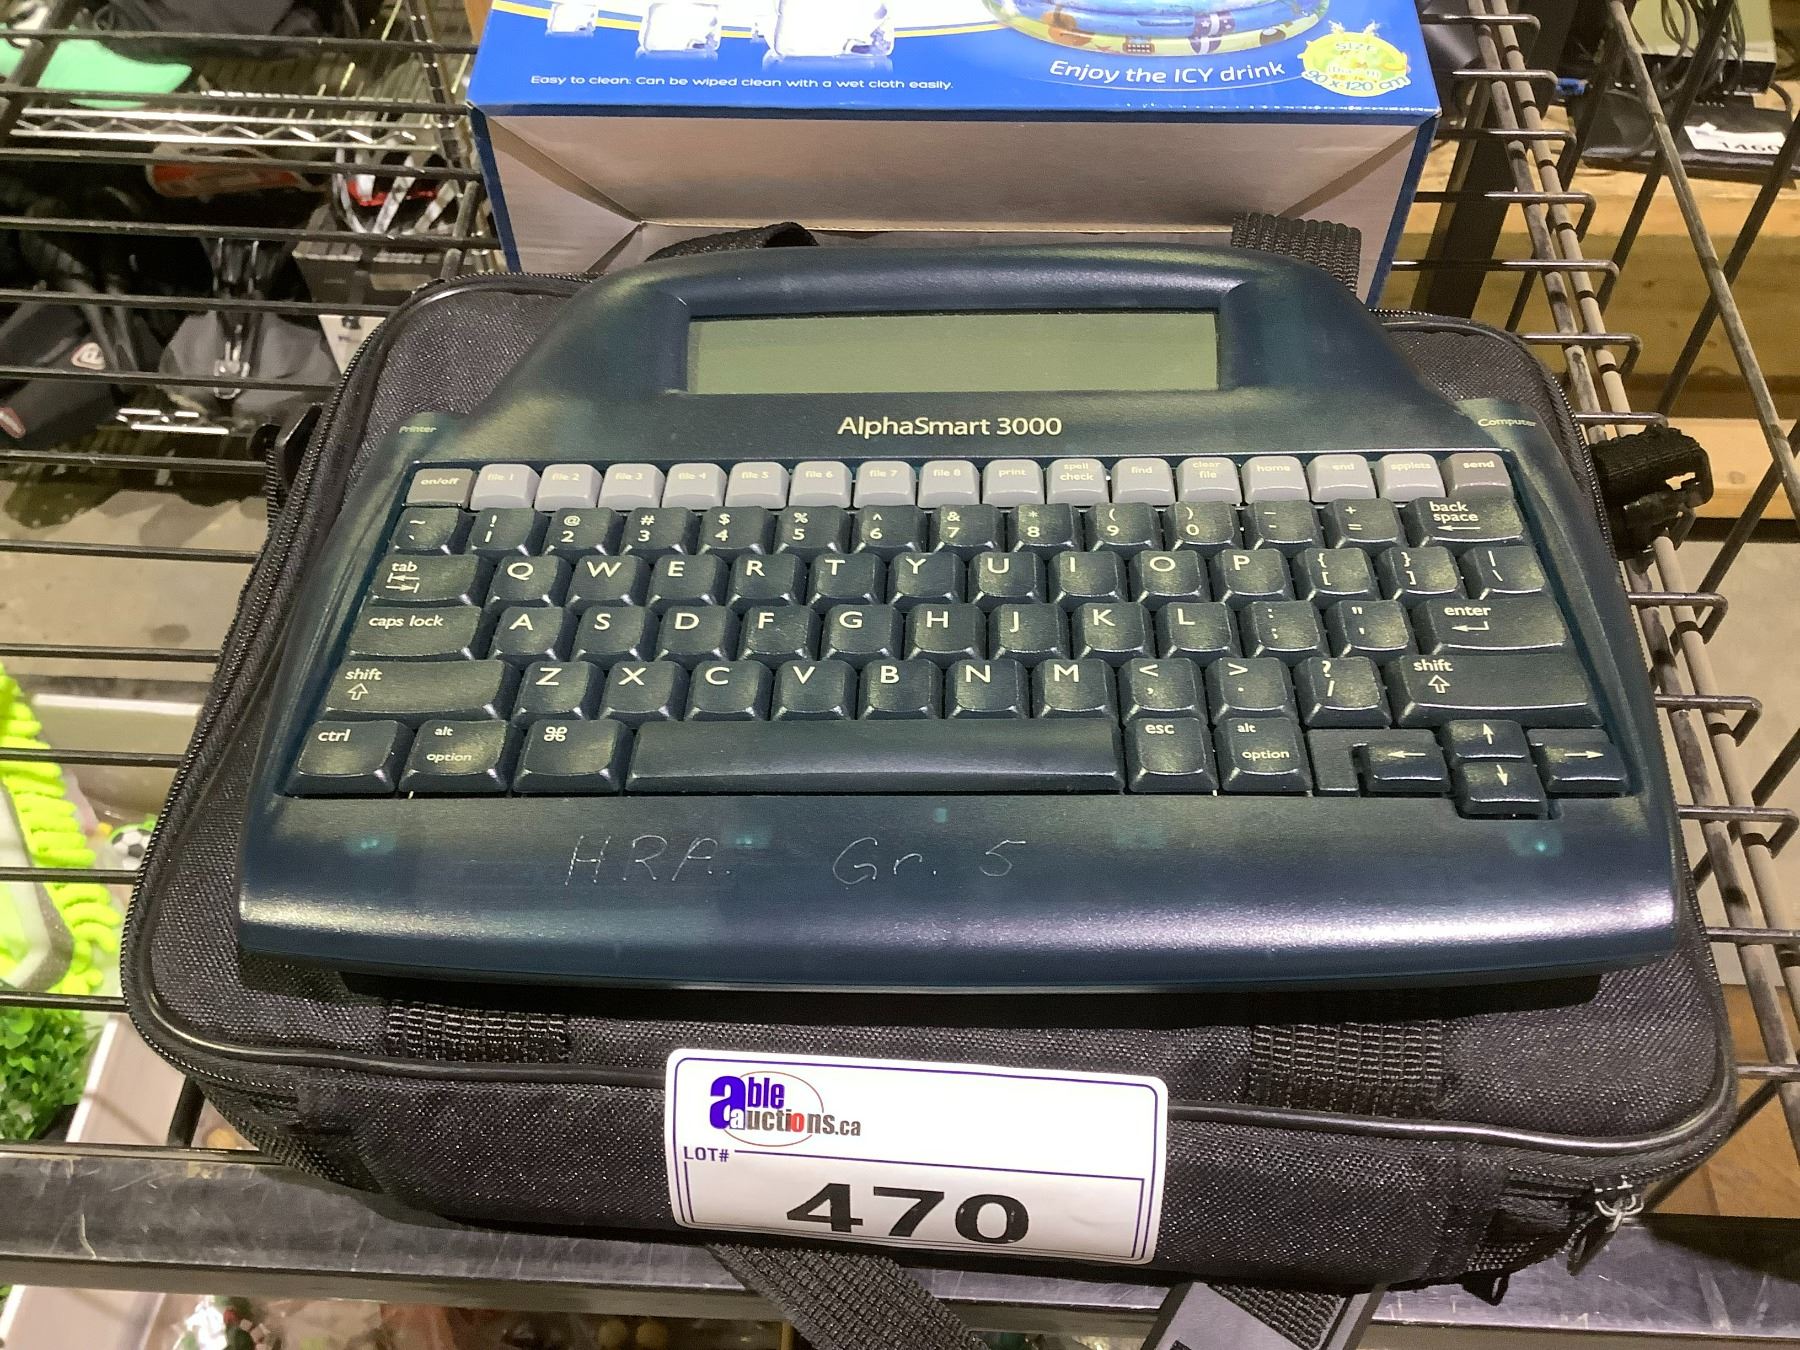 Easy to clean: Can be wiped clean with a wet cloth easily.
Enjoy the ICY drink
SIZE
90 x 120 cm
1460
AlphaSmart 3000
Printer
Computer
on/off file 1 file 2 file 3 file 4 file 5 file 6 file 7 file 8 print spell check find clear file home end applets send
~ ` ! 1 @ 2 # 3 $ 4 % 5 ^ 6 & 7 * 8 ( 9 ) 0 - - + = back space
tab Q W E R T Y U I O P { [ } ] | \
caps lock A S D F G H J K L : ; " ' enter
shift Z X C V B N M < , > . ? / shift
ctrl alt option ⌘ esc alt option ← ↑ ↓ →
HRA. Gr. 5
able auctions.ca
LOT#
470